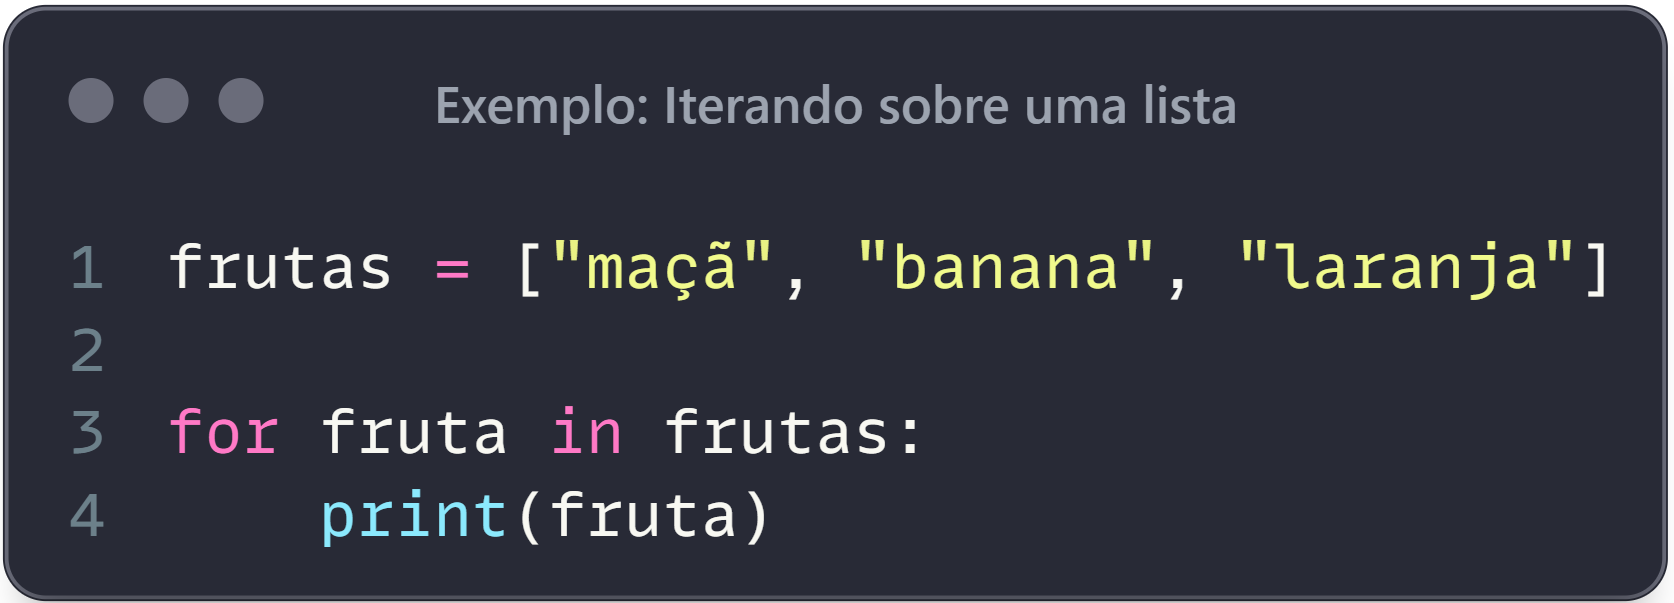 Exemplo: Iterando sobre uma lista
1 frutas = ["maçã", "banana", "laranja"]
2
3 for fruta in frutas:
4     print(fruta)